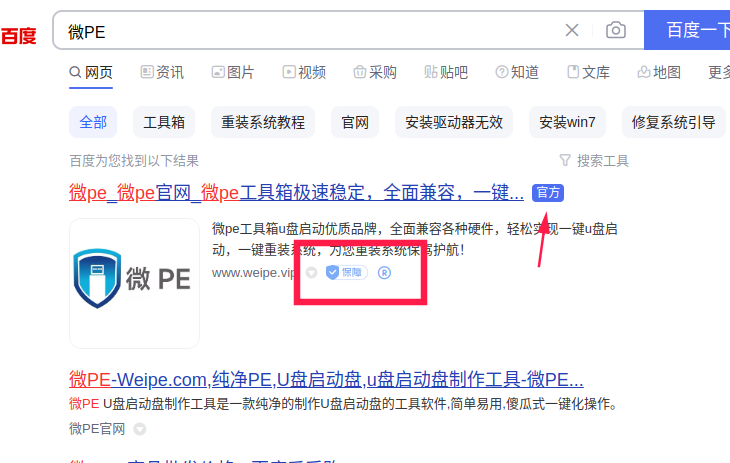 百度
微PE
百度一下
网页 资讯 图片 视频 采购 贴 贴吧 知道 文库 地图 更多
全部 工具箱 重装系统教程 官网 安装驱动器无效 安装win7 修复系统引导
百度为您找到以下结果 搜索工具
微pe_微pe官网_微pe工具箱极速稳定，全面兼容，一键... 官方
微pe工具箱u盘启动优质品牌，全面兼容各种硬件，轻松实现一键u盘启
动，一键重装系统，为您重装系统保驾护航！
微 PE
www.weipe.vip 保障 R
微PE-Weipe.com,纯净PE,U盘启动盘,u盘启动盘制作工具-微PE...
微PE U盘启动盘制作工具是一款纯净的制作U盘启动盘的工具软件,简单易用,傻瓜式一键化操作。
微PE官网